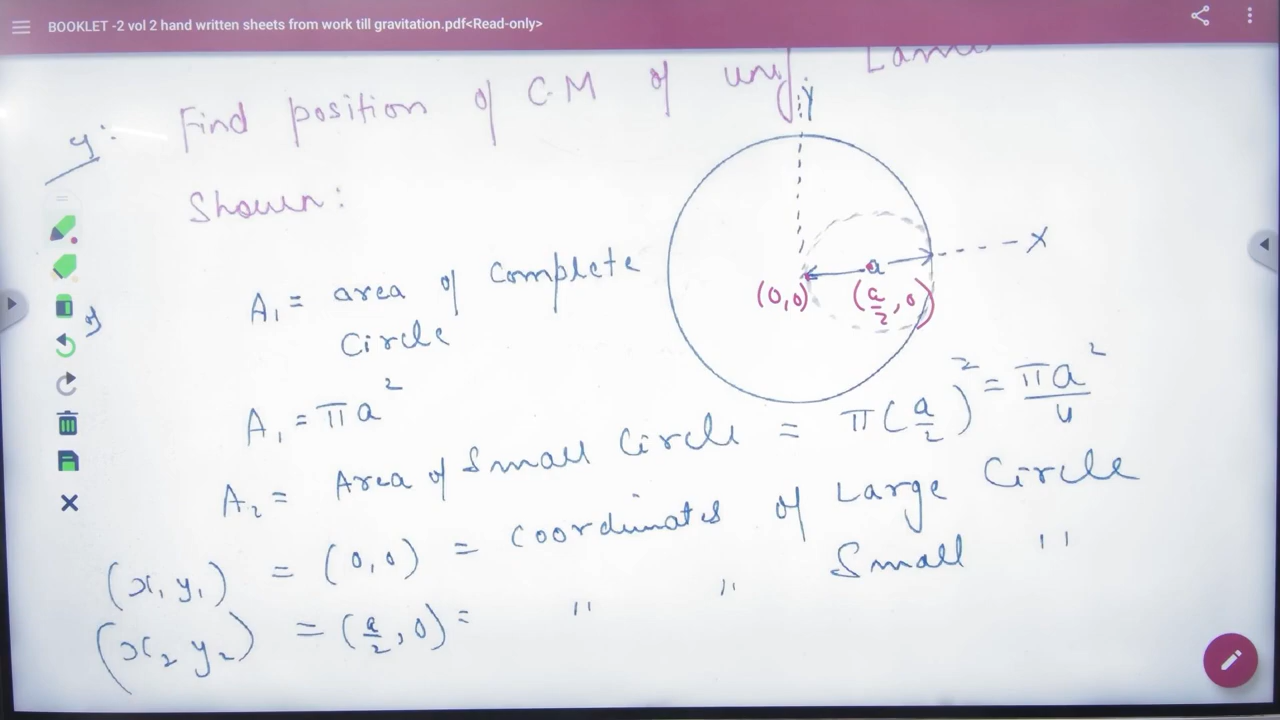 BOOKLET -2 vol 2 hand written sheets from work till gravitation.pdf<Read-only>
Find position of C.M of unif. Lamin
Shown:
Y
X
a
(0,0) (a/2, 0)
A₁ = area of Complete
Circle
A₁ = πa²
A₂ = Area of Small Circle = π(a/2)² = πa²/4
(x₁ y₁) = (0,0) = Coordinates of Large Circle
(x₂ y₂) = (a/2, 0) = " " Small "